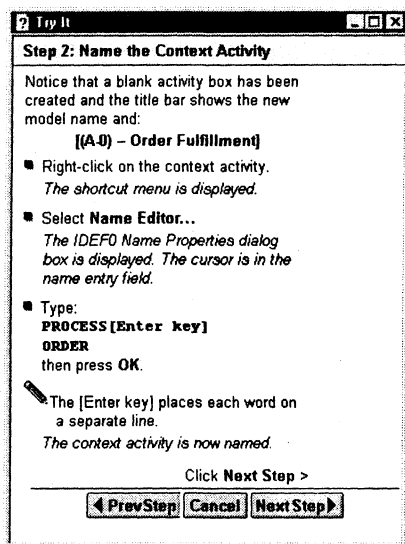 ? Try It
Step 2: Name the Context Activity
Notice that a blank activity box has been
created and the title bar shows the new
model name and:
[(A-0) – Order Fulfillment]
Right-click on the context activity.
The shortcut menu is displayed.
Select Name Editor...
The IDEF0 Name Properties dialog
box is displayed. The cursor is in the
name entry field.
Type:
PROCESS[Enter key]
ORDER
then press OK.
The [Enter key] places each word on
a separate line.
The context activity is now named.
Click Next Step >
PrevStep Cancel Next Step